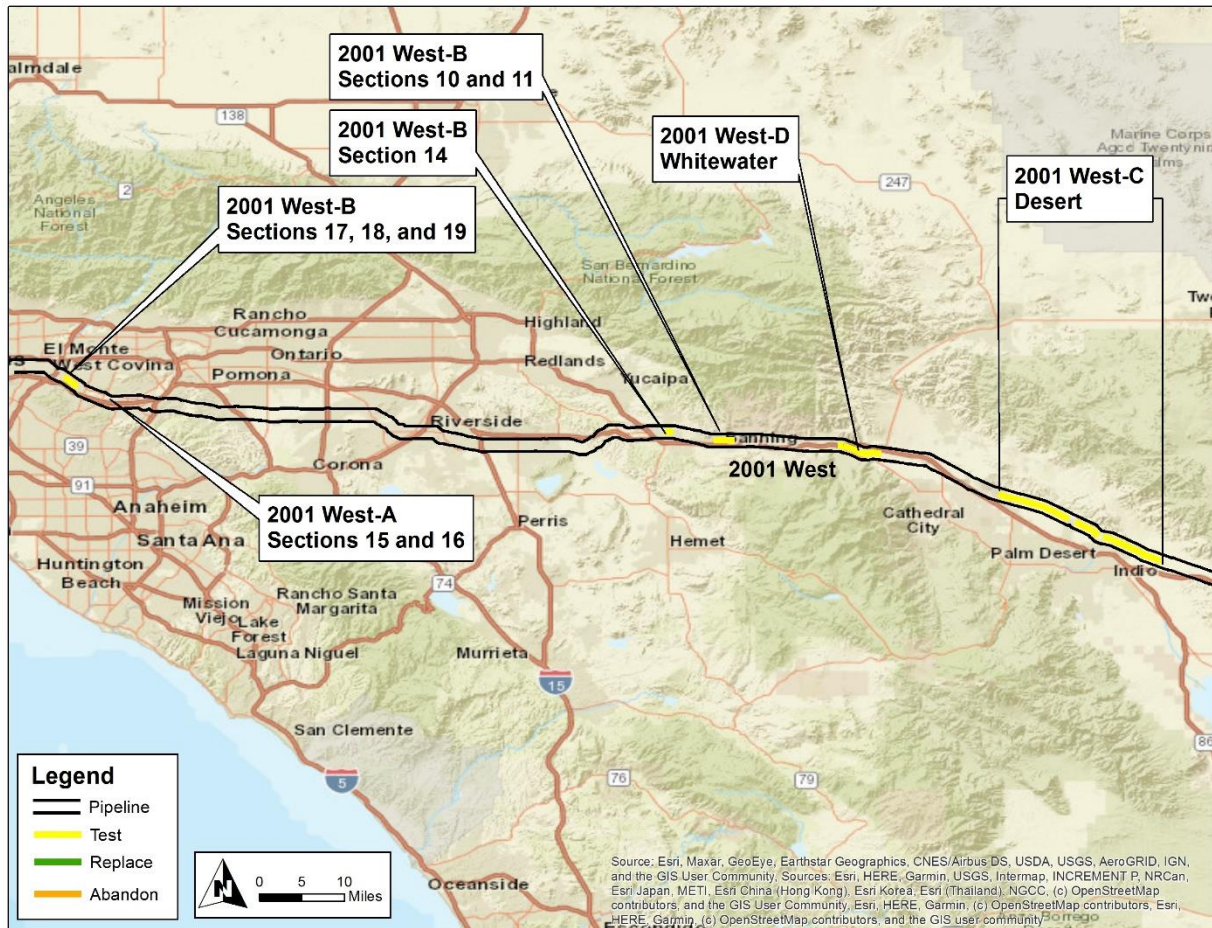 2001 West-B
Sections 10 and 11
2001 West-B
Section 14
2001 West-D
Whitewater
2001 West-C
Desert
2001 West-B
Sections 17, 18, and 19
2001 West-A
Sections 15 and 16
2001 West
almdale
138
2
247
Marine Corps
Angeles
National
Forest
San Bernardino
National Forest
Rancho
Cucamonga
Highland
El Monte
West Covina
Ontario
Redlands
Pomona
Yucaipa
Riverside
39
Corona
91
Anaheim
Santa Ana
Perris
Hemet
Cathedral
City
Palm Desert
Indio
Huntington
Beach
74
Mission
Viejo
Rancho Santa
Margarita
Lake
Forest
Laguna Niguel
Murrieta
15
San Clemente
5
76
79
86
Oceanside
Legend
Pipeline
Test
Replace
Abandon
N
0 5 10
Miles
Source: Esri, Maxar, GeoEye, Earthstar Geographics, CNES/Airbus DS, USDA, USGS, AeroGRID, IGN,
and the GIS User Community, Sources: Esri, HERE, Garmin, USGS, Intermap, INCREMENT P, NRCan,
Esri Japan, METI, Esri China (Hong Kong), Esri Korea, Esri (Thailand), NGCC, (c) OpenStreetMap
contributors, and the GIS User Community, Esri, HERE, Garmin, (c) OpenStreetMap contributors, Esri,
HERE, Garmin, (c) OpenStreetMap contributors, and the GIS user community